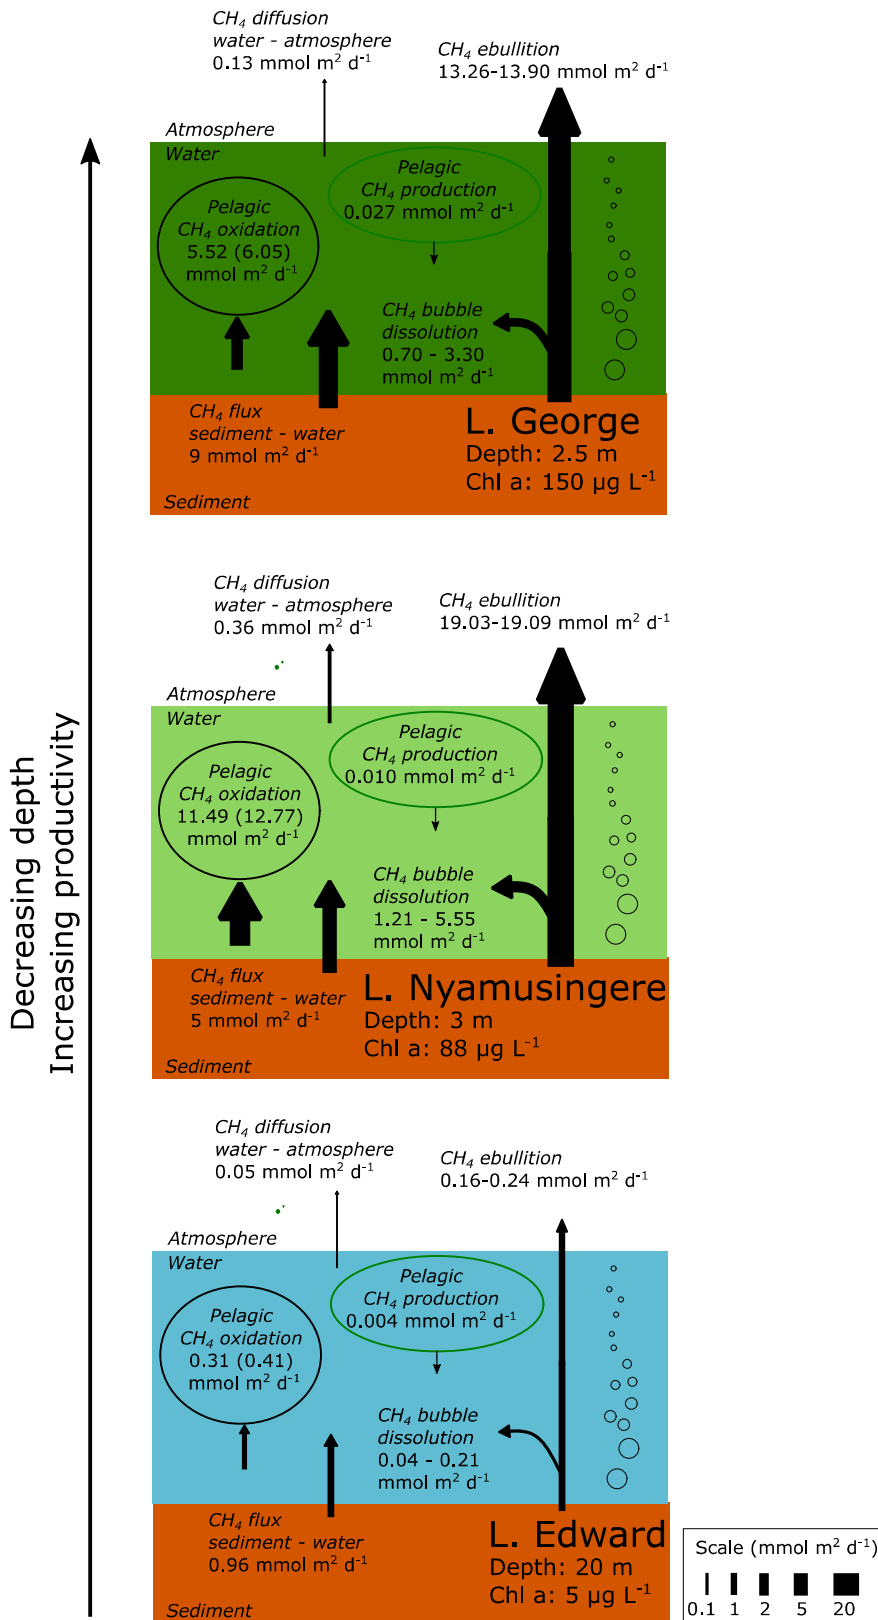 CH₄ diffusion
water - atmosphere
0.13 mmol m² d⁻¹
CH₄ ebullition
13.26-13.90 mmol m² d⁻¹
Atmosphere
Water
Pelagic
CH₄ oxidation
5.52 (6.05)
mmol m² d⁻¹
Pelagic
CH₄ production
0.027 mmol m² d⁻¹
CH₄ bubble
dissolution
0.70 - 3.30
mmol m² d⁻¹
CH₄ flux
sediment - water
9 mmol m² d⁻¹
Sediment
L. George
Depth: 2.5 m
Chl a: 150 µg L⁻¹
CH₄ diffusion
water - atmosphere
0.36 mmol m² d⁻¹
CH₄ ebullition
19.03-19.09 mmol m² d⁻¹
Atmosphere
Water
Pelagic
CH₄ oxidation
11.49 (12.77)
mmol m² d⁻¹
Pelagic
CH₄ production
0.010 mmol m² d⁻¹
CH₄ bubble
dissolution
1.21 - 5.55
mmol m² d⁻¹
CH₄ flux
sediment - water
5 mmol m² d⁻¹
Sediment
L. Nyamusingere
Depth: 3 m
Chl a: 88 µg L⁻¹
Decreasing depth
Increasing productivity
CH₄ diffusion
water - atmosphere
0.05 mmol m² d⁻¹
CH₄ ebullition
0.16-0.24 mmol m² d⁻¹
Atmosphere
Water
Pelagic
CH₄ oxidation
0.31 (0.41)
mmol m² d⁻¹
Pelagic
CH₄ production
0.004 mmol m² d⁻¹
CH₄ bubble
dissolution
0.04 - 0.21
mmol m² d⁻¹
CH₄ flux
sediment - water
0.96 mmol m² d⁻¹
Sediment
L. Edward
Depth: 20 m
Chl a: 5 µg L⁻¹
Scale (mmol m² d⁻¹)
0.1 1 2 5 20